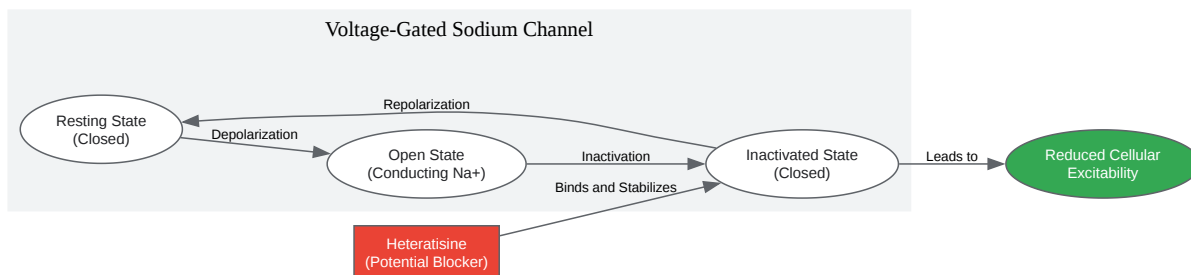 Voltage-Gated Sodium Channel
Repolarization
Resting State
(Closed)
Depolarization
Open State
(Conducting Na+)
Inactivation
Inactivated State
(Closed)
Leads to
Reduced Cellular
Excitability
Binds and Stabilizes
Heteratisine
(Potential Blocker)